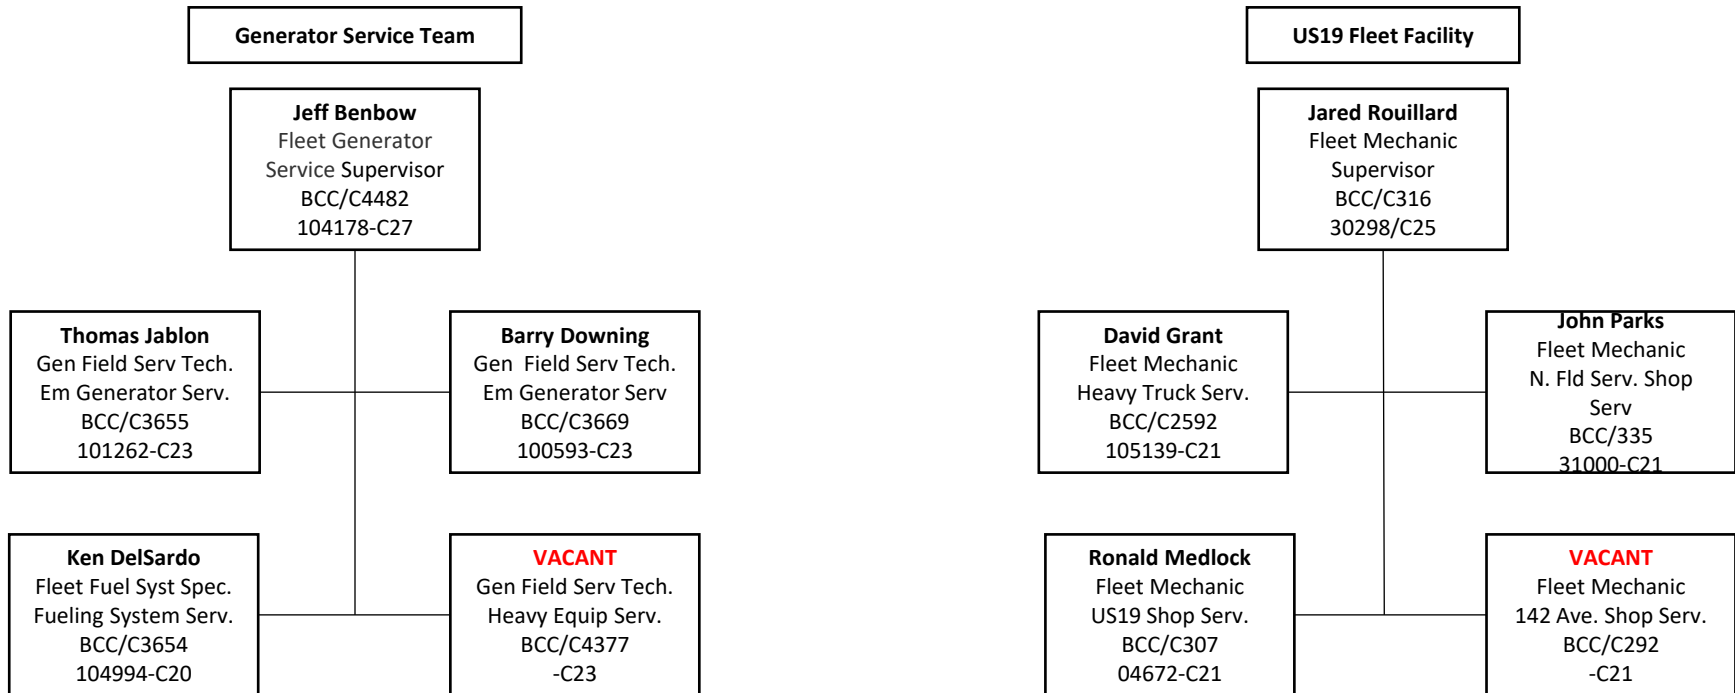 Generator Service Team
US19 Fleet Facility
Jeff Benbow
Fleet Generator
Service Supervisor
BCC/C4482
104178-C27
Jared Rouillard
Fleet Mechanic
Supervisor
BCC/C316
30298/C25
Thomas Jablon
Gen Field Serv Tech.
Em Generator Serv.
BCC/C3655
101262-C23
Barry Downing
Gen  Field Serv Tech.
Em Generator Serv
BCC/C3669
100593-C23
David Grant
Fleet Mechanic
Heavy Truck Serv.
BCC/C2592
105139-C21
John Parks
Fleet Mechanic
N. Fld Serv. Shop
Serv
BCC/335
31000-C21
Ken DelSardo
Fleet Fuel Syst Spec.
Fueling System Serv.
BCC/C3654
104994-C20
VACANT
Gen Field Serv Tech.
Heavy Equip Serv.
BCC/C4377
-C23
Ronald Medlock
Fleet Mechanic
US19 Shop Serv.
BCC/C307
04672-C21
VACANT
Fleet Mechanic
142 Ave. Shop Serv.
BCC/C292
-C21